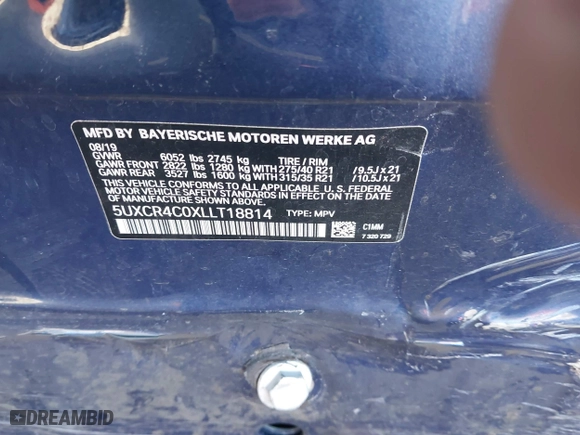 MFD BY BAYERISCHE MOTOREN WERKE AG
08/19
GVWR 6052 lbs 2745 kg TIRE / RIM
GAWR FRONT 2822 lbs 1280 kg WITH 275/40 R21 /9.5J x 21
GAWR REAR 3527 lbs 1600 kg WITH 315/35 R21 /10.5J x 21
THIS VEHICLE CONFORMS TO ALL APPLICABLE U. S. FEDERAL
MOTOR VEHICLE SAFETY STANDARDS IN EFFECT ON THE DATE OF
MANUFACTURE SHOWN ABOVE.
5UXCR4C0XLLT18814 TYPE: MPV
C1MM
7 320 729
DREAMBID